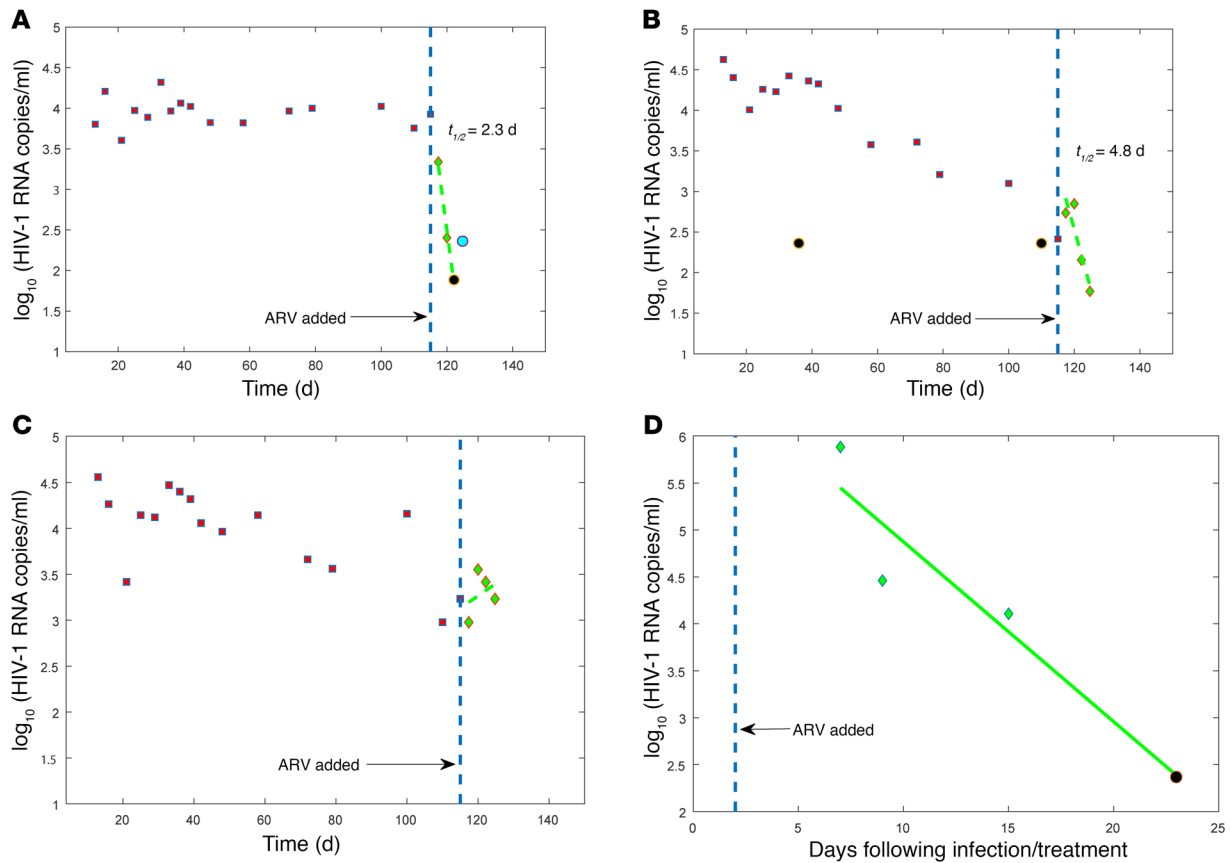 A
log10 (HIV-1 RNA copies/ml)
5
4.5
4
3.5
3
2.5
2
1.5
1
t1/2 = 2.3 d
ARV added
20 40 60 80 100 120 140
Time (d)
B
log10 (HIV-1 RNA copies/ml)
5
4.5
4
3.5
3
2.5
2
1.5
1
t1/2 = 4.8 d
ARV added
20 40 60 80 100 120 140
Time (d)
C
log10 (HIV-1 RNA copies/ml)
5
4.5
4
3.5
3
2.5
2
1.5
1
ARV added
20 40 60 80 100 120 140
Time (d)
D
log10 (HIV-1 RNA copies/ml)
6
5.5
5
4.5
4
3.5
3
2.5
2
ARV added
0 5 10 15 20 25
Days following infection/treatment